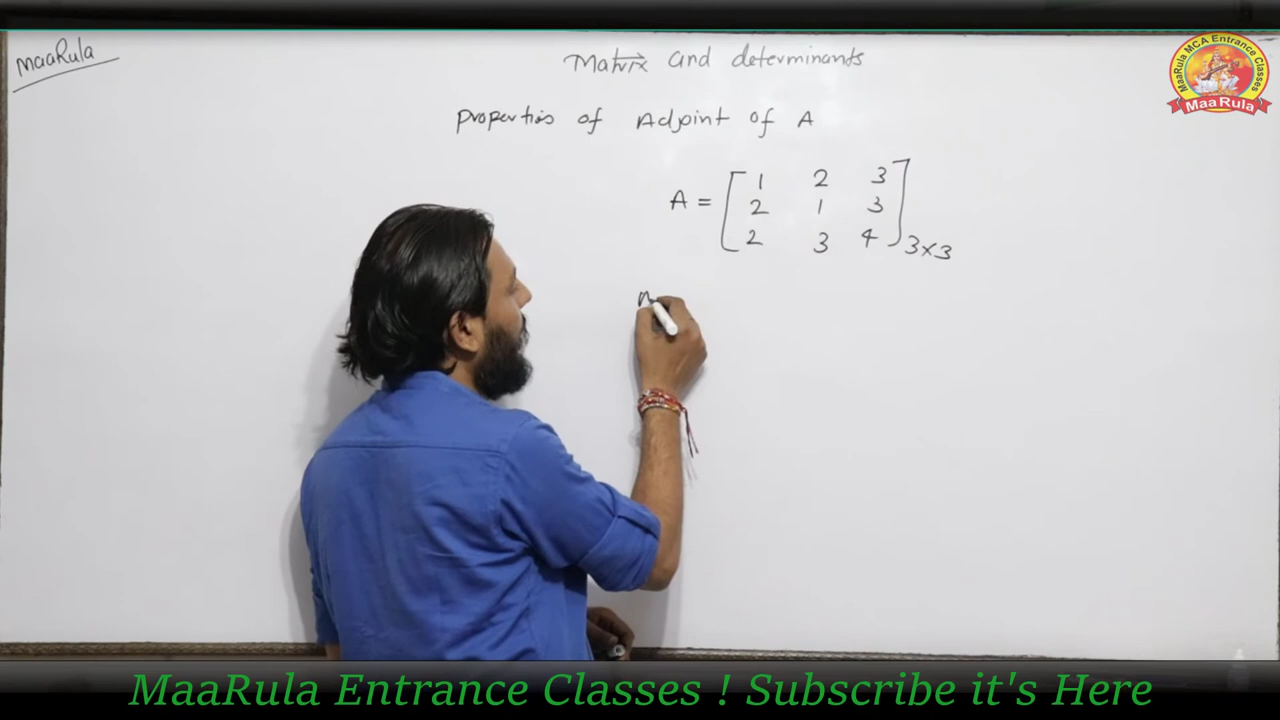 maaRula
Matrix and determinants
MaaRula MCA Entrance Classes
MaaRula
properties of Adjoint of A
A = [ 1 2 3
2 1 3
2 3 4 ] 3×3
MaaRula Entrance Classes ! Subscribe it's Here